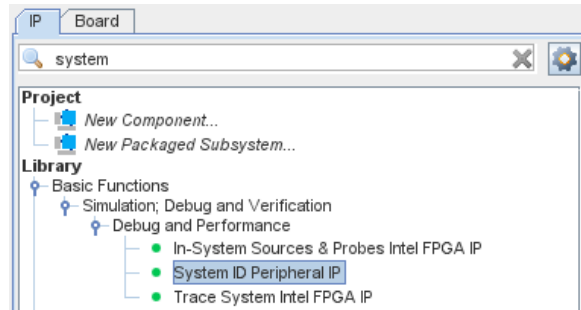 IP Board
system
Project
New Component...
New Packaged Subsystem...
Library
Basic Functions
Simulation; Debug and Verification
Debug and Performance
In-System Sources & Probes Intel FPGA IP
System ID Peripheral IP
Trace System Intel FPGA IP